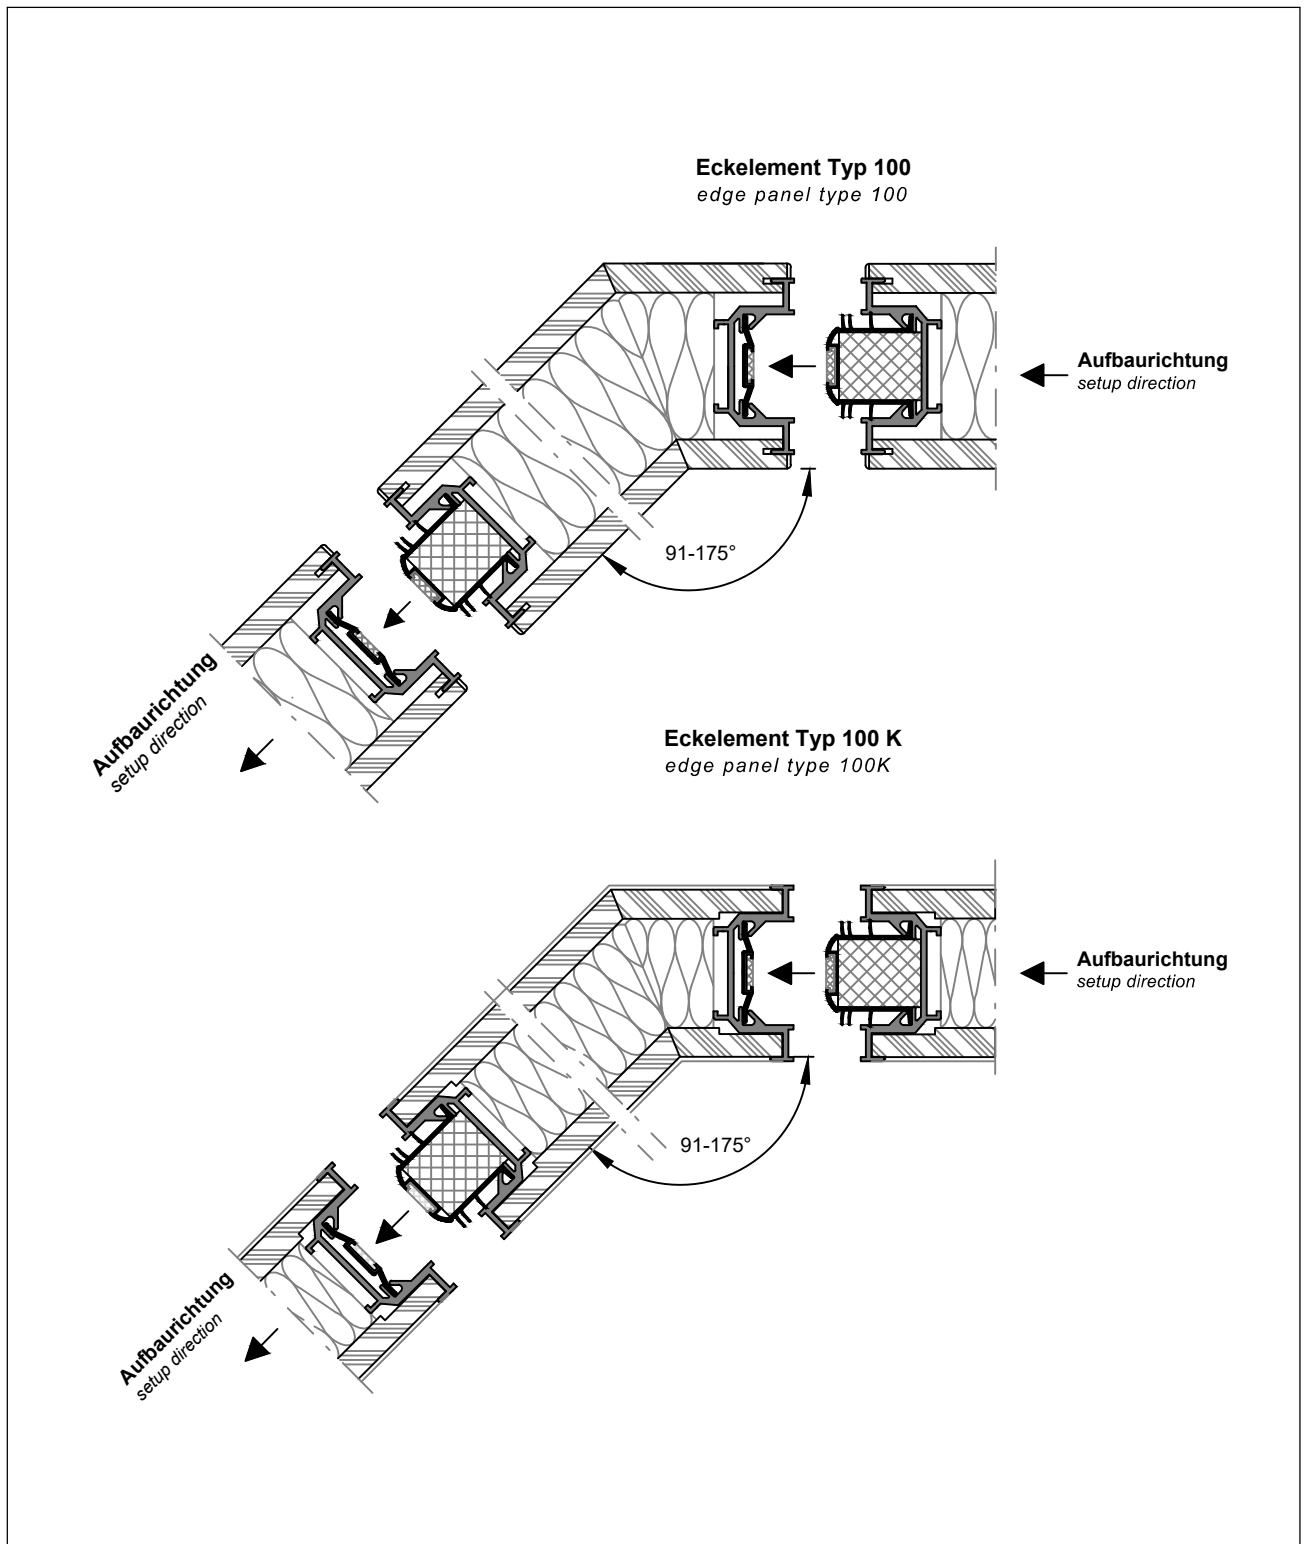 Eckelement Typ 100
edge panel type 100
Aufbaurichtung
setup direction
91-175°
Aufbaurichtung
setup direction
Eckelement Typ 100 K
edge panel type 100K
Aufbaurichtung
setup direction
91-175°
Aufbaurichtung
setup direction